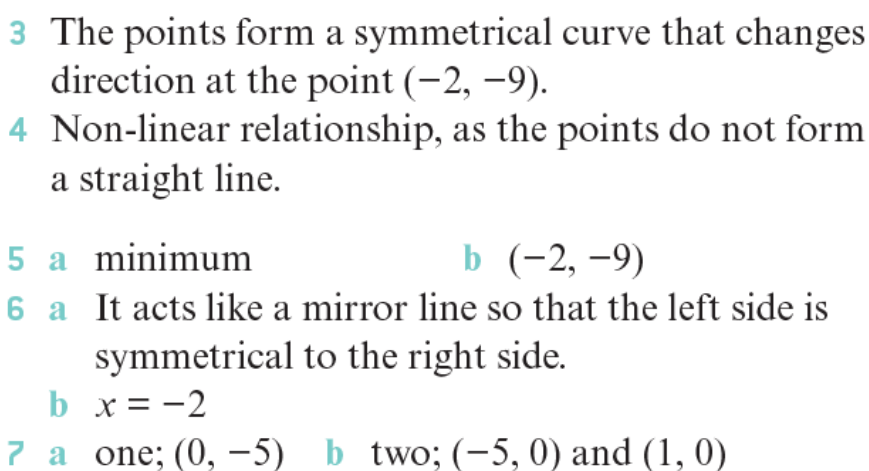 3 The points form a symmetrical curve that changes
direction at the point (−2, −9).
4 Non-linear relationship, as the points do not form
a straight line.
5 a minimum b (−2, −9)
6 a It acts like a mirror line so that the left side is
symmetrical to the right side.
b x = −2
7 a one; (0, −5) b two; (−5, 0) and (1, 0)